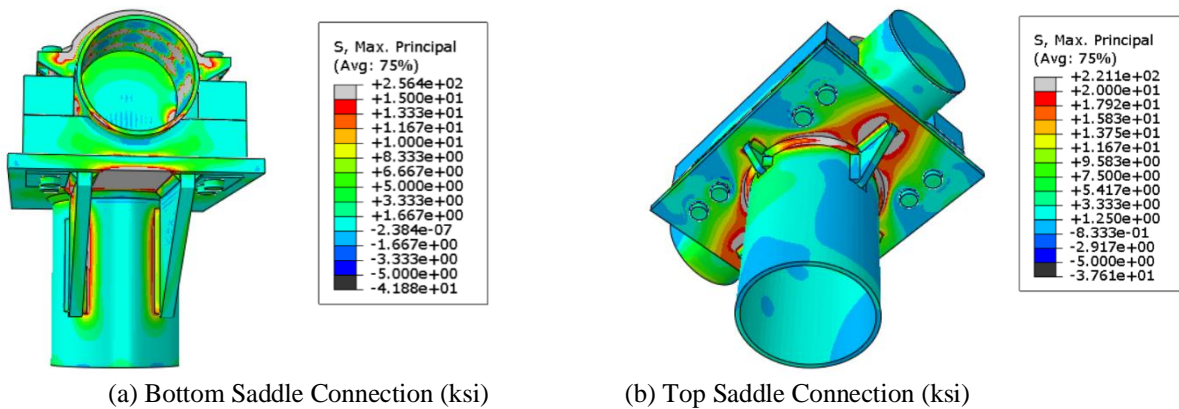 S, Max. Principal
(Avg: 75%)
+2.564e+02
+1.500e+01
+1.333e+01
+1.167e+01
+1.000e+01
+8.333e+00
+6.667e+00
+5.000e+00
+3.333e+00
+1.667e+00
-2.384e-07
-1.667e+00
-3.333e+00
-5.000e+00
-4.188e+01
S, Max. Principal
(Avg: 75%)
+2.211e+02
+2.000e+01
+1.792e+01
+1.583e+01
+1.375e+01
+1.167e+01
+9.583e+00
+7.500e+00
+5.417e+00
+3.333e+00
+1.250e+00
-8.333e-01
-2.917e+00
-5.000e+00
-3.761e+01
(a) Bottom Saddle Connection (ksi)
(b) Top Saddle Connection (ksi)